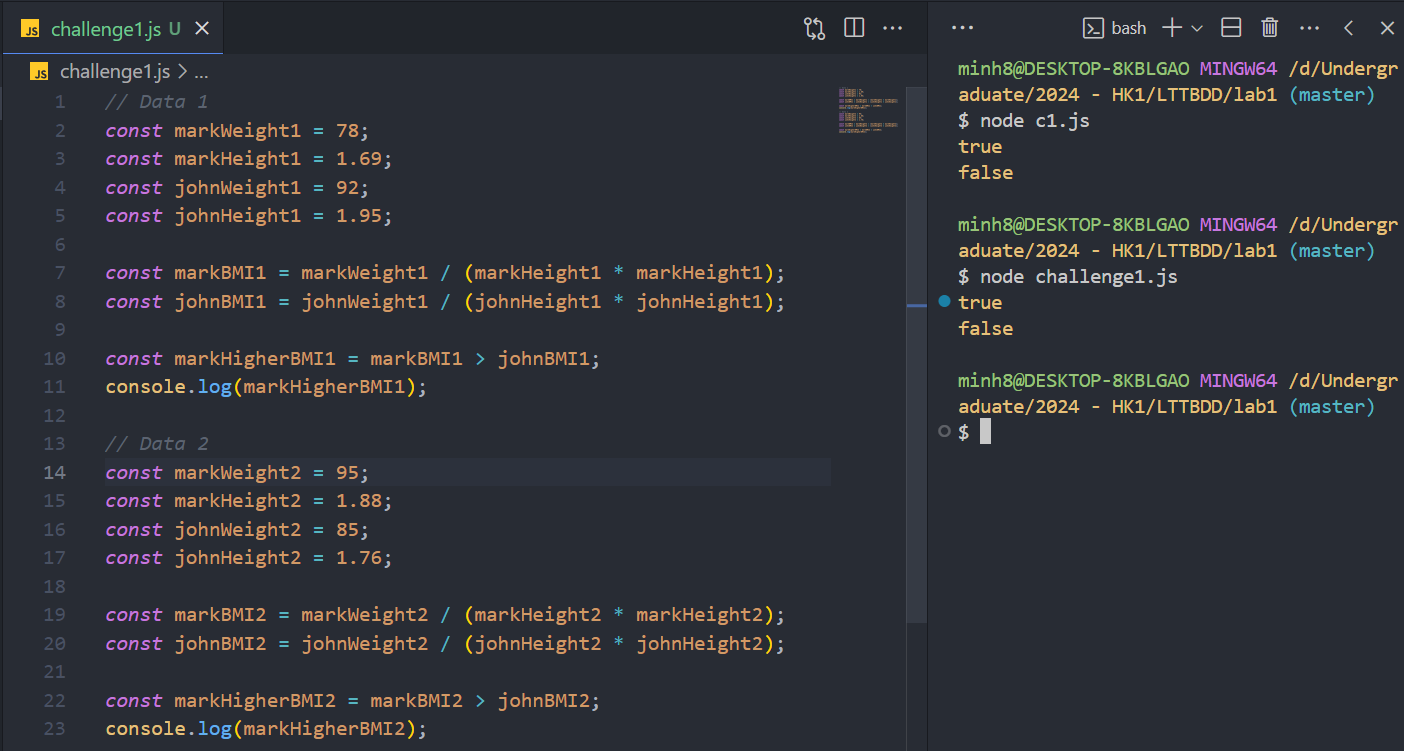 JS challenge1.js U
JS challenge1.js > ...
1 // Data 1
2 const markWeight1 = 78;
3 const markHeight1 = 1.69;
4 const johnWeight1 = 92;
5 const johnHeight1 = 1.95;
6
7 const markBMI1 = markWeight1 / (markHeight1 * markHeight1);
8 const johnBMI1 = johnWeight1 / (johnHeight1 * johnHeight1);
9
10 const markHigherBMI1 = markBMI1 > johnBMI1;
11 console.log(markHigherBMI1);
12
13 // Data 2
14 const markWeight2 = 95;
15 const markHeight2 = 1.88;
16 const johnWeight2 = 85;
17 const johnHeight2 = 1.76;
18
19 const markBMI2 = markWeight2 / (markHeight2 * markHeight2);
20 const johnBMI2 = johnWeight2 / (johnHeight2 * johnHeight2);
21
22 const markHigherBMI2 = markBMI2 > johnBMI2;
23 console.log(markHigherBMI2);
bash
minh8@DESKTOP-8KBLGAO MINGW64 /d/Undergr
aduate/2024 - HK1/LTTBDD/lab1 (master)
$ node c1.js
true
false
minh8@DESKTOP-8KBLGAO MINGW64 /d/Undergr
aduate/2024 - HK1/LTTBDD/lab1 (master)
$ node challenge1.js
true
false
minh8@DESKTOP-8KBLGAO MINGW64 /d/Undergr
aduate/2024 - HK1/LTTBDD/lab1 (master)
$